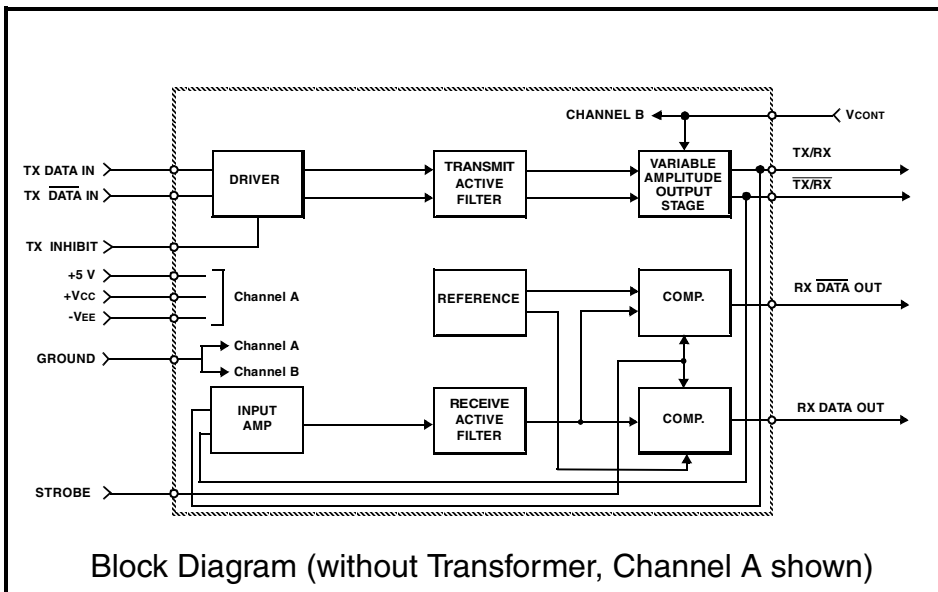 CHANNEL B
VCONT
TX DATA IN
TX DATA IN
TX INHIBIT
+5 V
+VCC
-VEE
Channel A
GROUND
Channel A
Channel B
STROBE
DRIVER
TRANSMIT
ACTIVE
FILTER
VARIABLE
AMPLITUDE
OUTPUT
STAGE
TX/RX
TX/RX
REFERENCE
COMP.
RX DATA OUT
INPUT
AMP
RECEIVE
ACTIVE
FILTER
COMP.
RX DATA OUT
Block Diagram (without Transformer, Channel A shown)